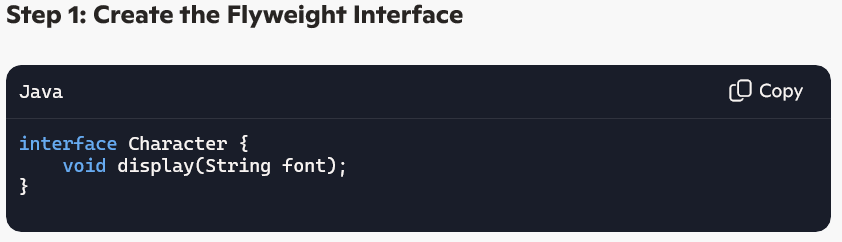 Step 1: Create the Flyweight Interface
Java
Copy
interface Character {
    void display(String font);
}